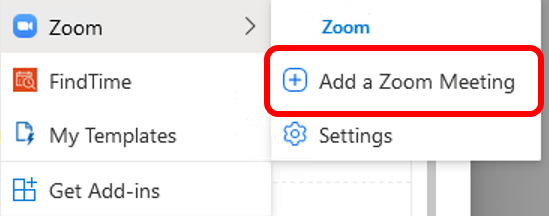 Zoom
FindTime
My Templates
Get Add-ins
Zoom
Add a Zoom Meeting
Settings